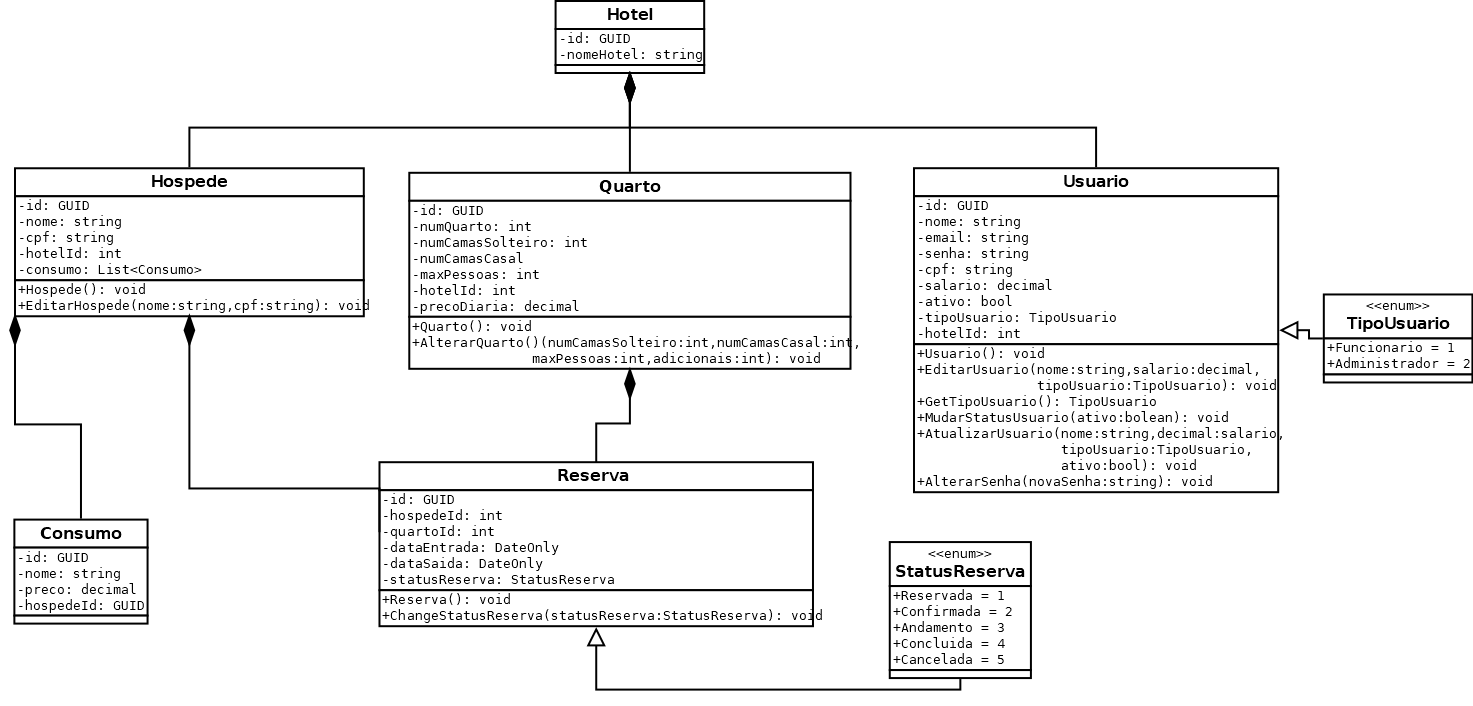 Hotel
-id: GUID
-nomeHotel: string
Hospede
-id: GUID
-nome: string
-cpf: string
-hotelId: int
-consumo: List<Consumo>
+Hospede(): void
+EditarHospede(nome:string,cpf:string): void
Quarto
-id: GUID
-numQuarto: int
-numCamasSolteiro: int
-numCamasCasal
-maxPessoas: int
-hotelId: int
-precoDiaria: decimal
+Quarto(): void
+AlterarQuarto()(numCamasSolteiro:int,numCamasCasal:int,
maxPessoas:int,adicionais:int): void
Usuario
-id: GUID
-nome: string
-email: string
-senha: string
-cpf: string
-salario: decimal
-ativo: bool
-tipoUsuario: TipoUsuario
-hotelId: int
+Usuario(): void
+EditarUsuario(nome:string,salario:decimal,
tipoUsuario:TipoUsuario): void
+GetTipoUsuario(): TipoUsuario
+MudarStatusUsuario(ativo:bolean): void
+AtualizarUsuario(nome:string,decimal:salario,
tipoUsuario:TipoUsuario,
ativo:bool): void
+AlterarSenha(novaSenha:string): void
<<enum>>
TipoUsuario
+Funcionario = 1
+Administrador = 2
Consumo
-id: GUID
-nome: string
-preco: decimal
-hospedeId: GUID
Reserva
-id: GUID
-hospedeId: int
-quartoId: int
-dataEntrada: DateOnly
-dataSaida: DateOnly
-statusReserva: StatusReserva
+Reserva(): void
+ChangeStatusReserva(statusReserva:StatusReserva): void
<<enum>>
StatusReserva
+Reservada = 1
+Confirmada = 2
+Andamento = 3
+Concluida = 4
+Cancelada = 5